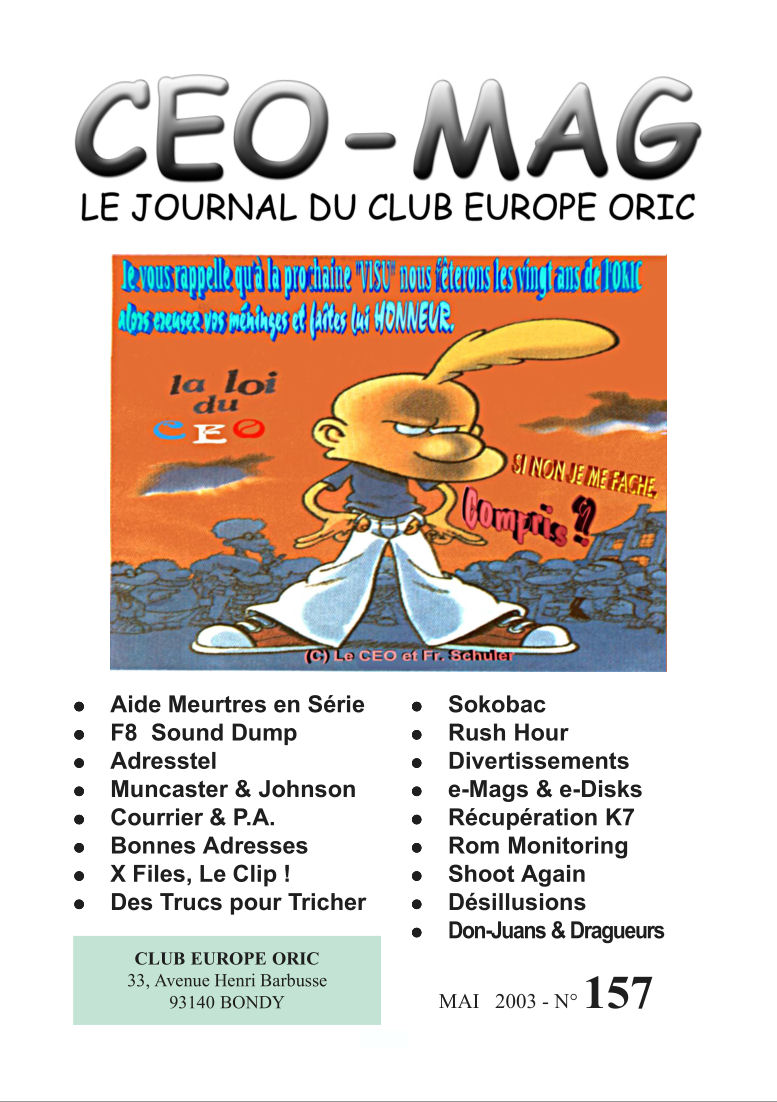 CEO-MAG
LE JOURNAL DU CLUB EUROPE ORIC
Je vous rappelle qu'à la prochaine "VISU" nous fêterons les vingt ans de l'ORIC
alors creusez vos méninges et faîtes lui HONNEUR.
la loi
du
CEO
SI NON JE ME FACHE.
Compris ?
(C) Le CEO et Fr. Schuler
● Aide Meurtres en Série
● F8 Sound Dump
● Adresstel
● Muncaster & Johnson
● Courrier & P.A.
● Bonnes Adresses
● X Files, Le Clip !
● Des Trucs pour Tricher
● Sokobac
● Rush Hour
● Divertissements
● e-Mags & e-Disks
● Récupération K7
● Rom Monitoring
● Shoot Again
● Désillusions
● Don-Juans & Dragueurs
CLUB EUROPE ORIC
33, Avenue Henri Barbusse
93140 BONDY
MAI 2003 - N° 157